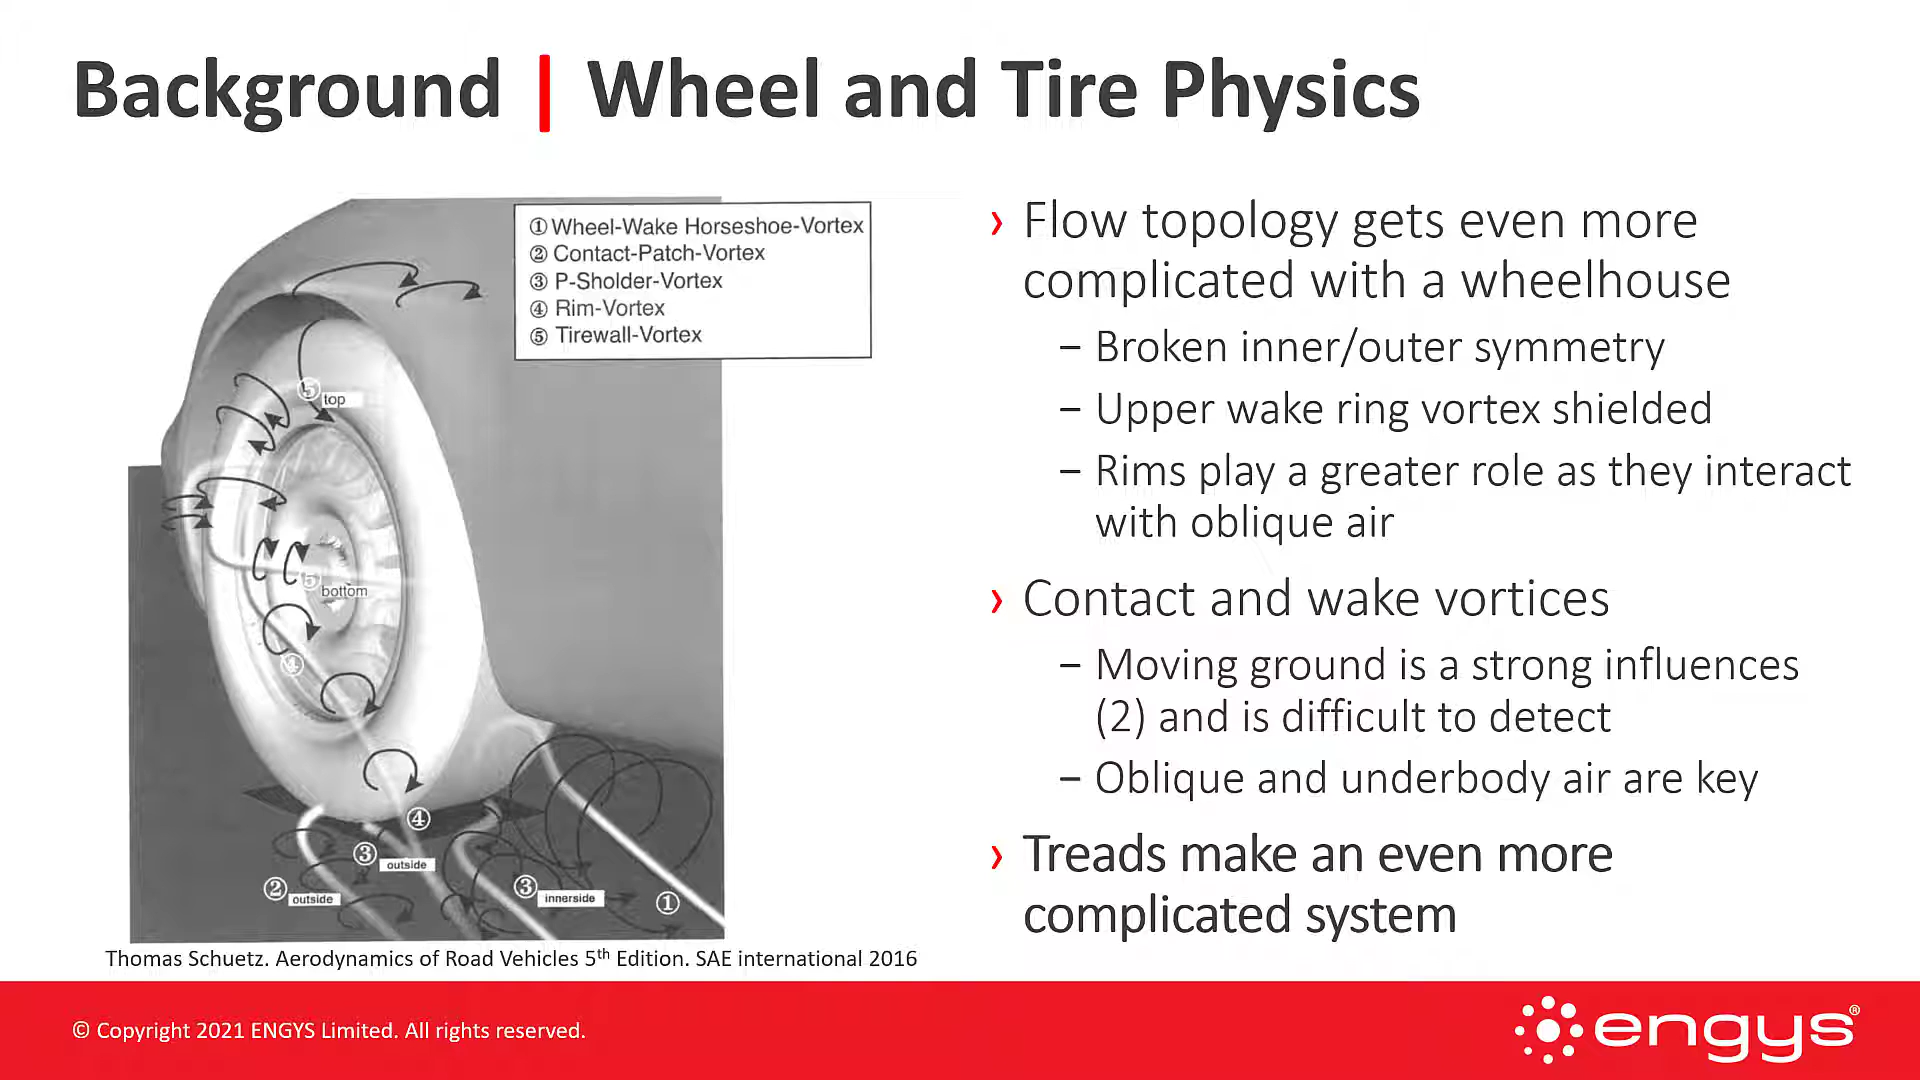 Background | Wheel and Tire Physics
① Wheel-Wake Horseshoe-Vortex
② Contact-Patch-Vortex
③ P-Sholder-Vortex
④ Rim-Vortex
⑤ Tirewall-Vortex
⑤ top
⑤ bottom
④
④
③ outside
② outside
③ innerside
①
Thomas Schuetz. Aerodynamics of Road Vehicles 5th Edition. SAE international 2016
› Flow topology gets even more
complicated with a wheelhouse
– Broken inner/outer symmetry
– Upper wake ring vortex shielded
– Rims play a greater role as they interact
with oblique air
› Contact and wake vortices
– Moving ground is a strong influences
(2) and is difficult to detect
– Oblique and underbody air are key
› Treads make an even more
complicated system
© Copyright 2021 ENGYS Limited. All rights reserved.
engys®